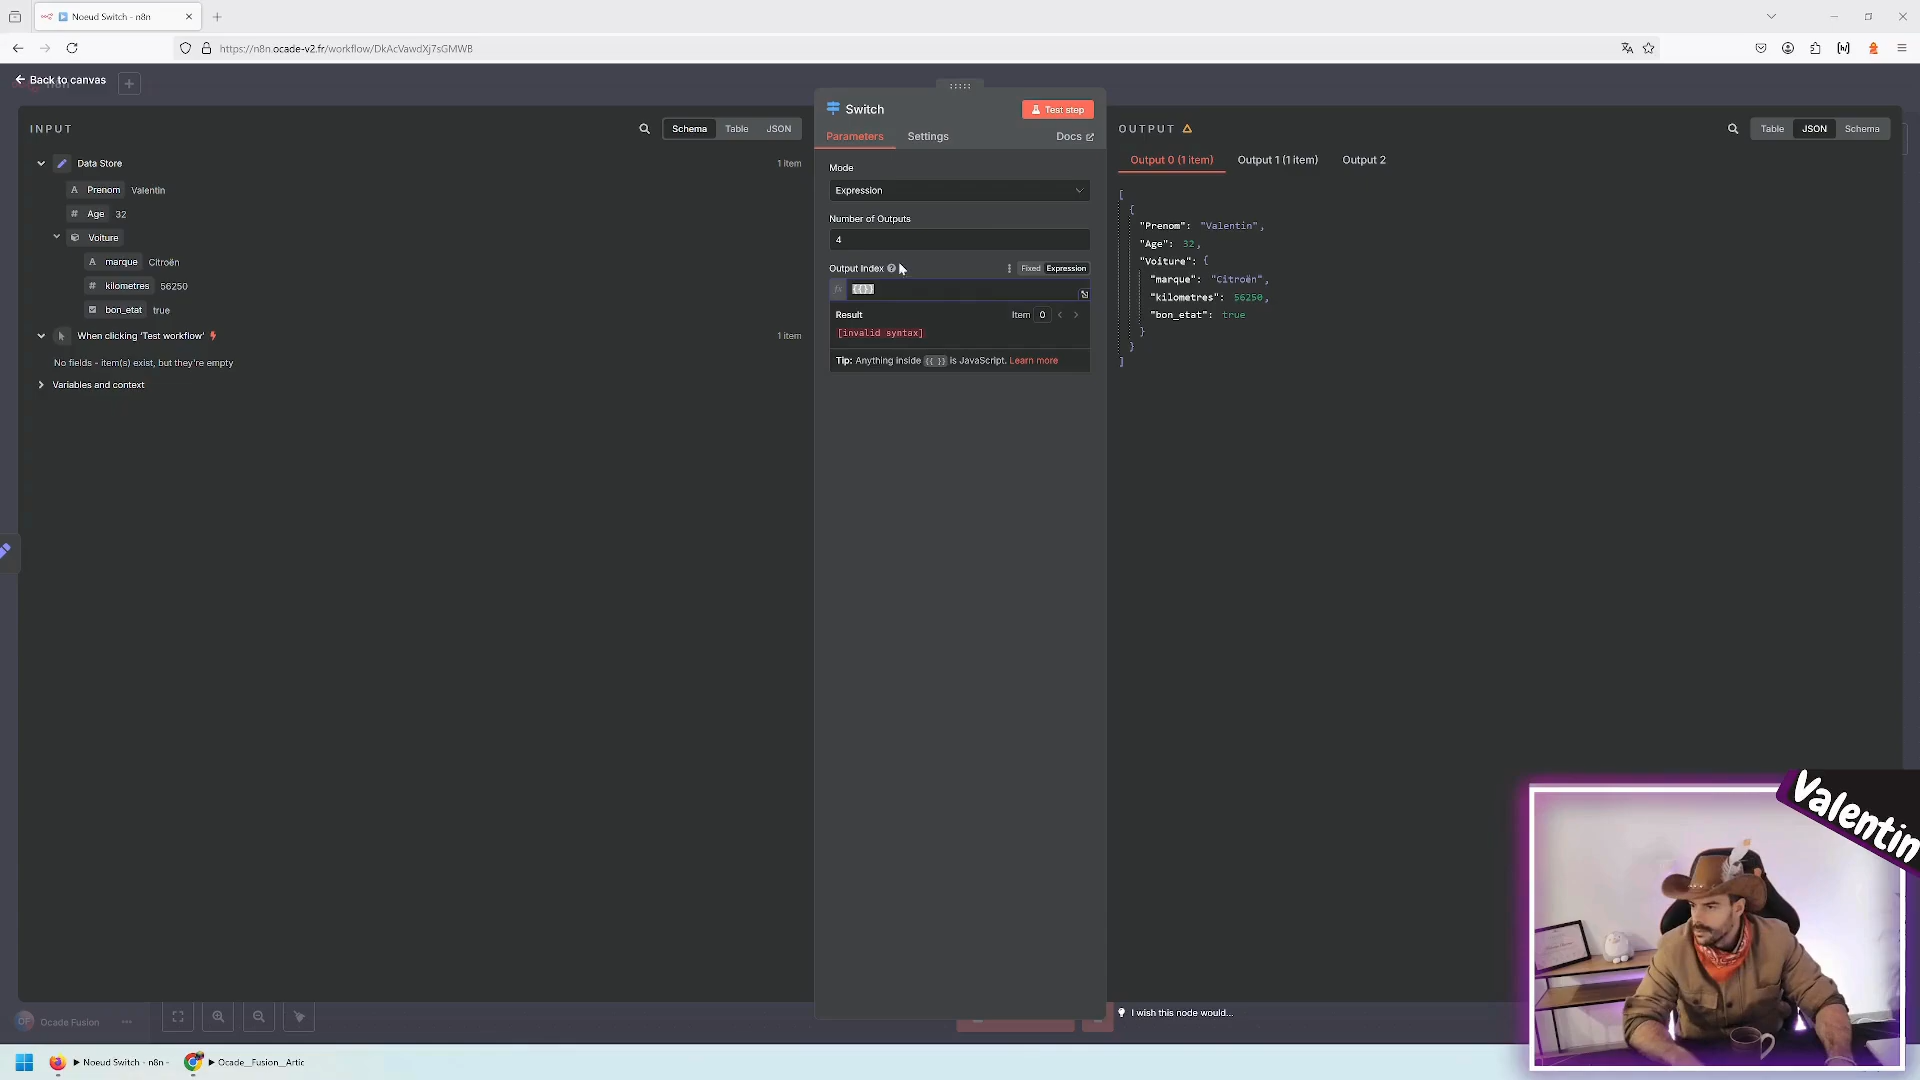 Noeud Switch - n8n
https://n8n.ocade-v2.fr/workflow/DkAcVawdXj7sGMWB
Back to canvas
INPUT
Schema
Table
JSON
Data Store
1 item
A Prenom Valentin
# Age 32
Voiture
A marque Citroën
# kilometres 56250
bon_etat true
When clicking ‘Test workflow’
1 item
No fields - item(s) exist, but they're empty
Variables and context
Switch
Test step
Parameters
Settings
Docs
Mode
Expression
Number of Outputs
4
Output Index
Fixed
Expression
fx
{{}}
Result
Item 0
[invalid syntax]
Tip: Anything inside {{ }} is JavaScript. Learn more
OUTPUT
Table
JSON
Schema
Output 0 (1 item)
Output 1 (1 item)
Output 2
[
{
"Prenom": "Valentin",
"Age": 32,
"Voiture": {
"marque": "Citroën",
"kilometres": 56250,
"bon_etat": true
}
}
]
I wish this node would...
OF
Ocade Fusion
Valentin
Noeud Switch - n8n -
Ocade__Fusion__Artic